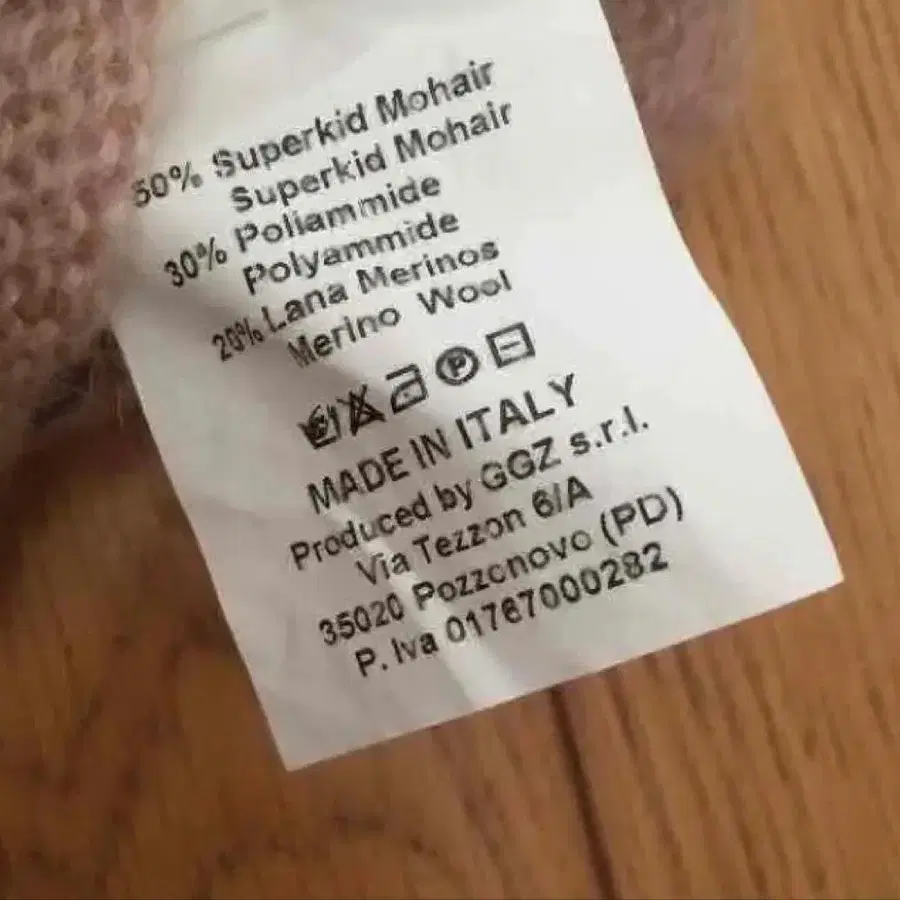 50% Superkid Mohair
Superkid Mohair
30% Poliammide
Polyammide
20% Lana Merinos
Merino Wool
P
MADE IN ITALY
Produced by GGZ s.r.l.
Via Tezzon 6/A
35020 Pozzonovo (PD)
P. Iva 01767000282